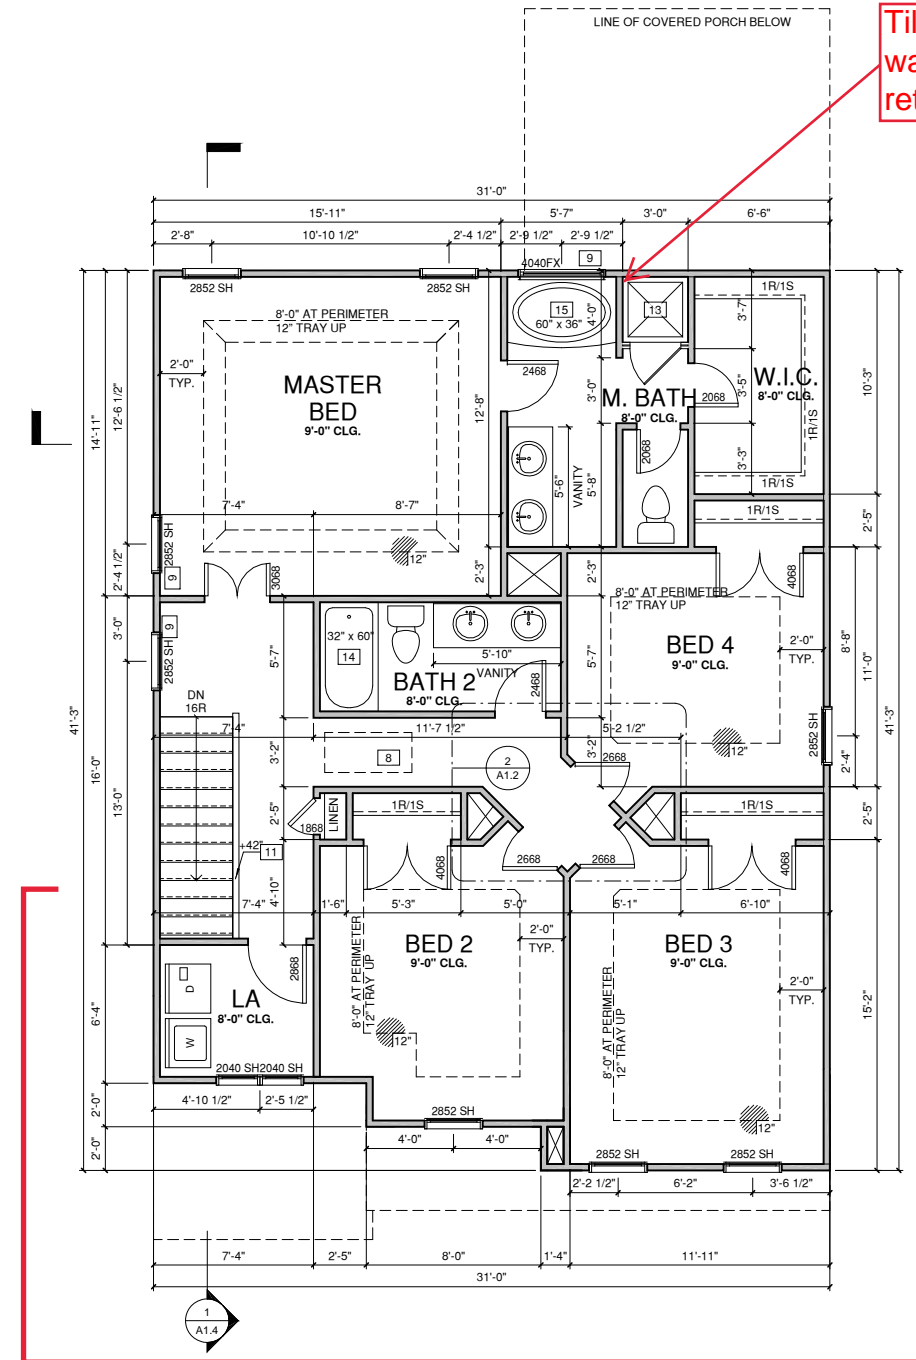 LINE OF COVERED PORCH BELOW
31'-0"
15'-11" 5'-7" 3'-0" 6'-6"
2'-8" 10'-10 1/2" 2'-4 1/2" 2'-9 1/2" 2'-9 1/2"
4040FX 9
2852 SH 2852 SH
1R/1S
8'-0" AT PERIMETER
12" TRAY UP
15
60" x 36"
4'-0"
13
3'-7"
2'-0"
TYP.
2468
MASTER
BED
9'-0" CLG.
12'-8"
3'-0"
M. BATH
8'-0" CLG.
2068
3'-5"
W.I.C.
8'-0" CLG.
1R/1S
10'-3"
41'-3"
14'-11"
12'-6 1/2"
5'-6"
VANITY
5'-8"
2068
3'-3"
1R/1S
7'-4" 8'-7"
1R/1S
2'-5"
2852 SH
9
2'-4 1/2"
12"
3068
2'-3"
2'-3"
4068
8'-0" AT PERIMETER
12" TRAY UP
3'-0"
9
2852 SH
32" x 60"
14
5'-7"
5'-10"
VANITY
BATH 2
8'-0" CLG.
2468
5'-7"
BED 4
9'-0" CLG.
2'-0"
TYP.
8'-8"
11'-0"
41'-3"
DN
16R
7'-4" 11'-7 1/2" 5'-2 1/2"
3'-2"
8
2
A1.2
3'-2"
2668
12"
2852 SH
2'-4"
16'-0"
13'-0"
2'-5"
1868
LINEN
1R/1S
1R/1S
2'-5"
+42"
11
4'-10"
4068
2668 2668
4068
7'-4" 1'-6" 5'-3" 5'-0" 5'-1" 6'-10"
2'-0"
TYP.
BED 2
9'-0" CLG.
BED 3
9'-0" CLG.
8'-0" AT PERIMETER
12" TRAY UP
8'-0" AT PERIMETER
12" TRAY UP
2'-0"
TYP.
15'-2"
2868
D
LA
8'-0" CLG.
W
6'-4"
12"
2040 SH 2040 SH
4'-10 1/2" 2'-5 1/2"
2852 SH
4'-0" 4'-0"
12"
2'-0"
2'-0"
2852 SH 2852 SH
2'-2 1/2" 6'-2" 3'-6 1/2"
7'-4" 2'-5" 8'-0" 1'-4" 11'-11"
31'-0"
1
A1.4